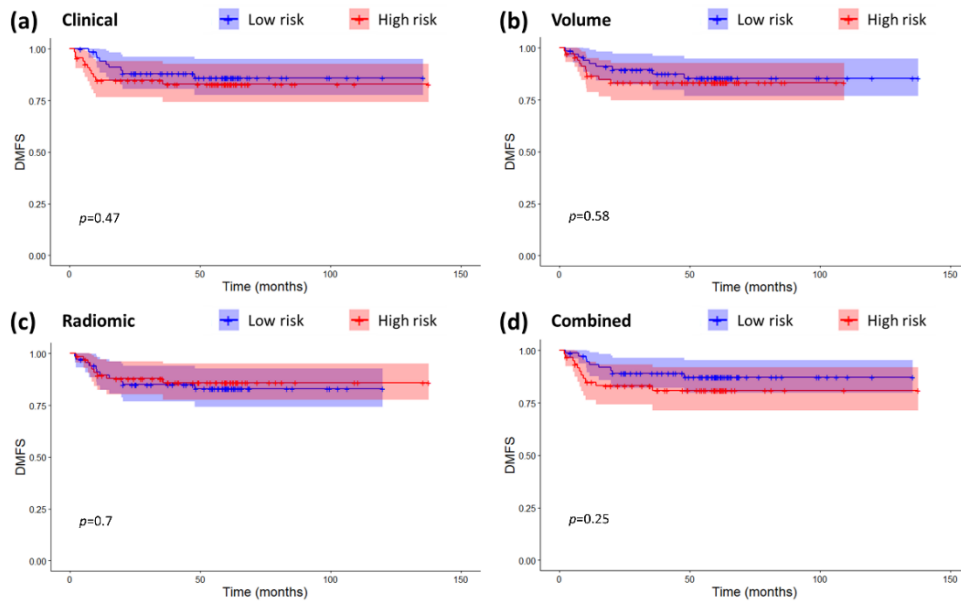 (a) Clinical Low risk High risk
1.00
0.75
0.50
0.25
0.00
DMFS
p=0.47
0 50 100 150
Time (months)
(b) Volume Low risk High risk
1.00
0.75
0.50
0.25
0.00
DMFS
p=0.58
0 50 100 150
Time (months)
(c) Radiomic Low risk High risk
1.00
0.75
0.50
0.25
0.00
DMFS
p=0.7
0 50 100 150
Time (months)
(d) Combined Low risk High risk
1.00
0.75
0.50
0.25
0.00
DMFS
p=0.25
0 50 100 150
Time (months)